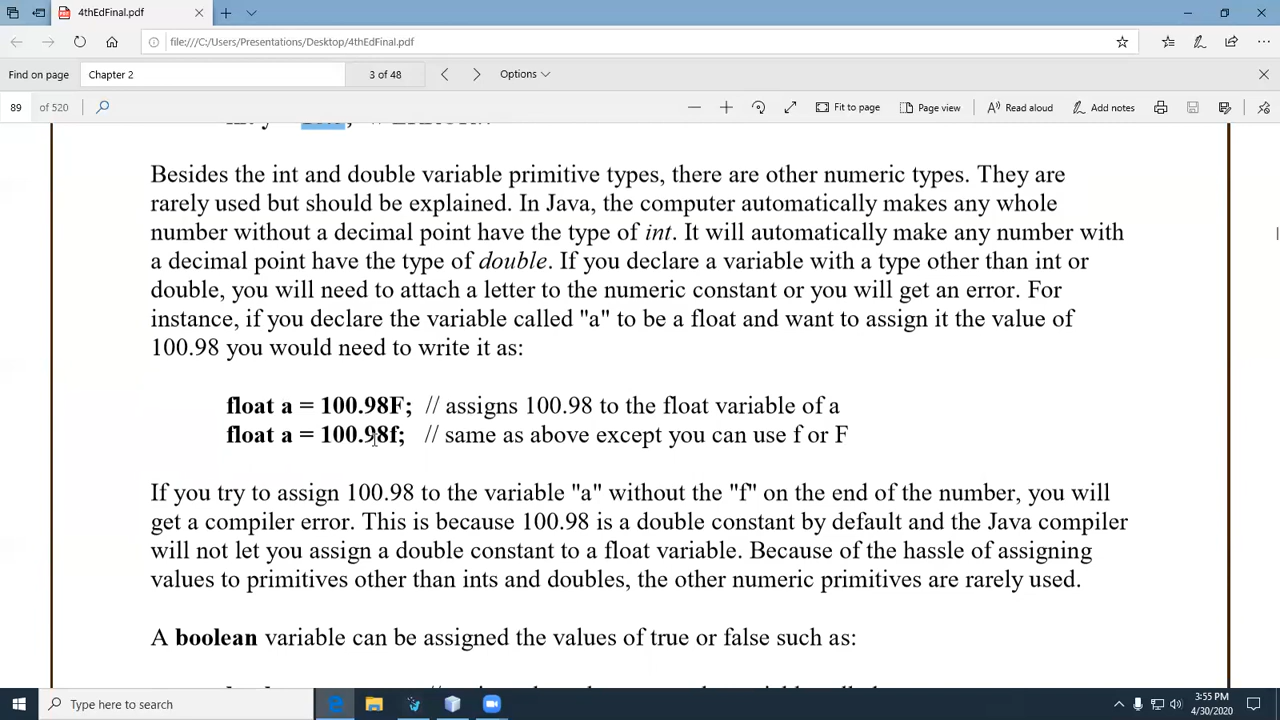 4thEdFinal.pdf
file:///C:/Users/Presentations/Desktop/4thEdFinal.pdf
Find on page Chapter 2 3 of 48 Options
89 of 520 Fit to page Page view Read aloud Add notes
Besides the int and double variable primitive types, there are other numeric types. They are
rarely used but should be explained. In Java, the computer automatically makes any whole
number without a decimal point have the type of int. It will automatically make any number with
a decimal point have the type of double. If you declare a variable with a type other than int or
double, you will need to attach a letter to the numeric constant or you will get an error. For
instance, if you declare the variable called "a" to be a float and want to assign it the value of
100.98 you would need to write it as:
float a = 100.98F; // assigns 100.98 to the float variable of a
float a = 100.98f; // same as above except you can use f or F
If you try to assign 100.98 to the variable "a" without the "f" on the end of the number, you will
get a compiler error. This is because 100.98 is a double constant by default and the Java compiler
will not let you assign a double constant to a float variable. Because of the hassle of assigning
values to primitives other than ints and doubles, the other numeric primitives are rarely used.
A boolean variable can be assigned the values of true or false such as:
Type here to search
3:55 PM
4/30/2020